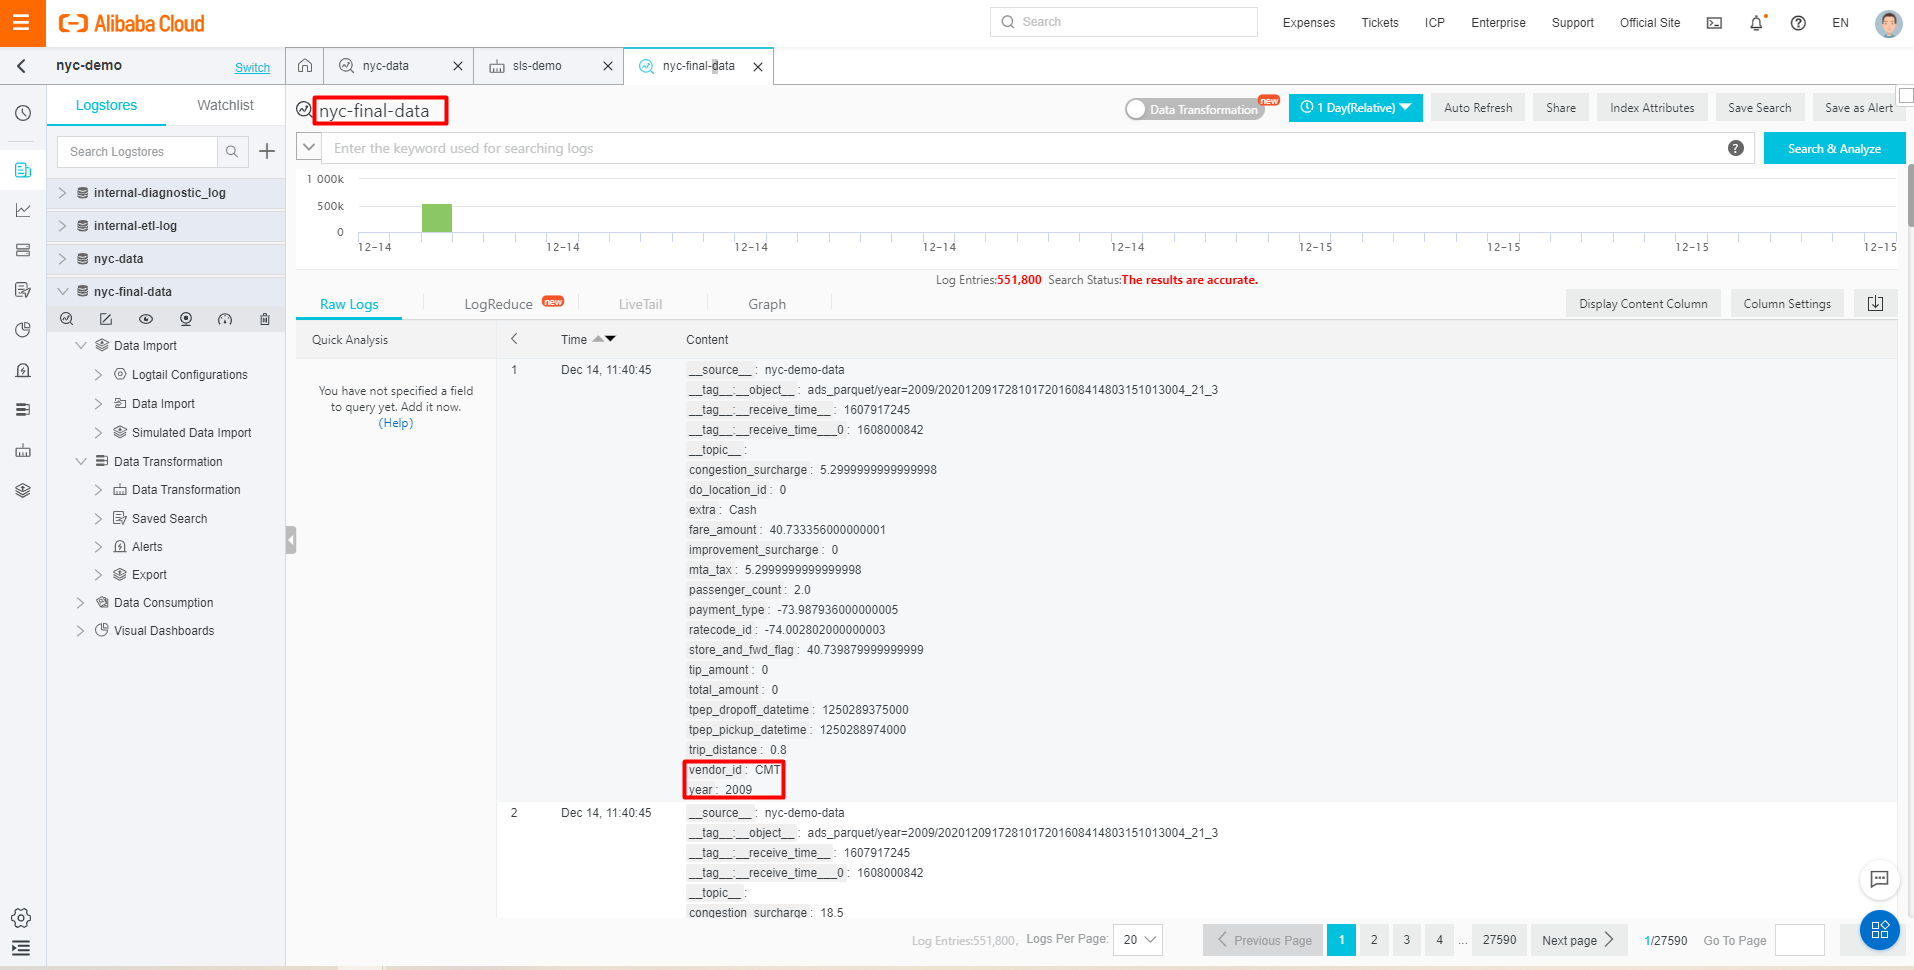 Alibaba Cloud
Search
Expenses
Tickets
ICP
Enterprise
Support
Official Site
EN
nyc-demo
Switch
nyc-data
sls-demo
nyc-final-data
Logstores
Watchlist
Search Logstores
internal-diagnostic_log
internal-etl-log
nyc-data
nyc-final-data
Data Import
Logtail Configurations
Data Import
Simulated Data Import
Data Transformation
Data Transformation
Saved Search
Alerts
Export
Data Consumption
Visual Dashboards
nyc-final-data
Data Transformation
new
1 Day(Relative)
Auto Refresh
Share
Index Attributes
Save Search
Save as Alert
Enter the keyword used for searching logs
Search & Analyze
1 000k
500k
0
12-14
12-14
12-14
12-14
12-14
12-15
12-15
12-15
12-15
Log Entries:551,800 Search Status:The results are accurate.
Raw Logs
LogReduce
new
LiveTail
Graph
Display Content Column
Column Settings
Quick Analysis
You have not specified a field
to query yet. Add it now.
(Help)
Time
Content
1
Dec 14, 11:40:45
__source__ : nyc-demo-data
__tag__:__object__ : ads_parquet/year=2009/2020120917281017201608414803151013004_21_3
__tag__:__receive_time__ : 1607917245
__tag__:__receive_time___0 : 1608000842
__topic__ :
congestion_surcharge : 5.2999999999999998
do_location_id : 0
extra : Cash
fare_amount : 40.733356000000001
improvement_surcharge : 0
mta_tax : 5.2999999999999998
passenger_count : 2.0
payment_type : -73.987936000000005
ratecode_id : -74.002802000000003
store_and_fwd_flag : 40.739879999999999
tip_amount : 0
total_amount : 0
tpep_dropoff_datetime : 1250289375000
tpep_pickup_datetime : 1250288974000
trip_distance : 0.8
vendor_id : CMT
year : 2009
2
Dec 14, 11:40:45
__source__ : nyc-demo-data
__tag__:__object__ : ads_parquet/year=2009/2020120917281017201608414803151013004_21_3
__tag__:__receive_time__ : 1607917245
__tag__:__receive_time___0 : 1608000842
__topic__ :
congestion_surcharge : 18.5
Log Entries:551,800, Logs Per Page: 20
Previous Page
1
2
3
4
...
27590
Next page
1/27590
Go To Page